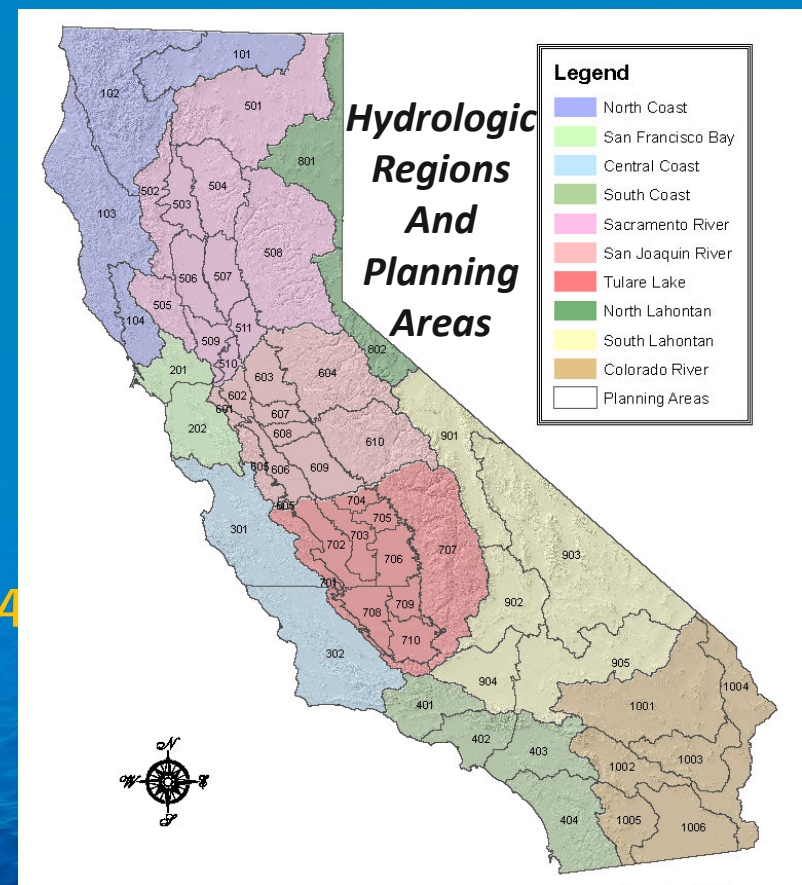 Hydrologic
Regions
And
Planning
Areas
Legend
North Coast
San Francisco Bay
Central Coast
South Coast
Sacramento River
San Joaquin River
Tulare Lake
North Lahontan
South Lahontan
Colorado River
Planning Areas
101
102
501
801
502
503
504
103
508
506
507
505
104
509
511
510
802
201
603
604
602
601
607
202
608
610
901
605
606
609
605
704
301
705
703
702
707
903
706
701
709
902
708
4
710
302
905
904
1004
401
1001
402
403
1003
1002
404
1005
1006
N
W
E
S